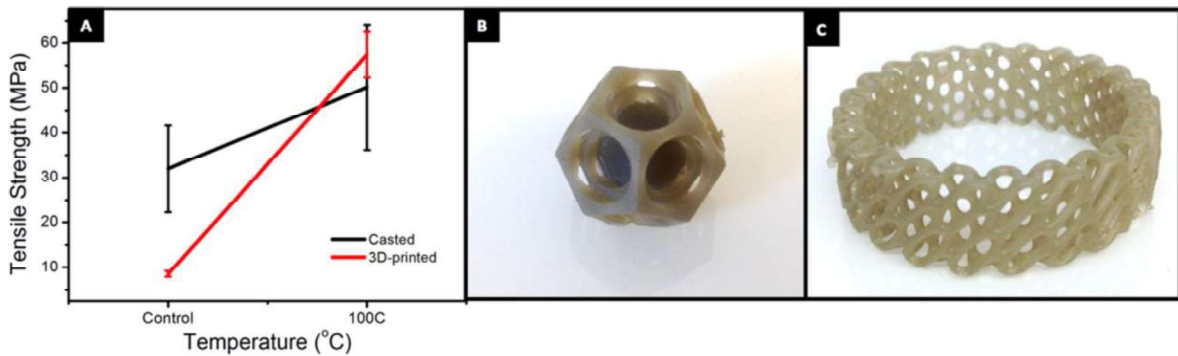 A
B
C
Tensile Strength (MPa)
60
50
40
30
20
10
Casted
3D-printed
Control
100C
Temperature (°C)